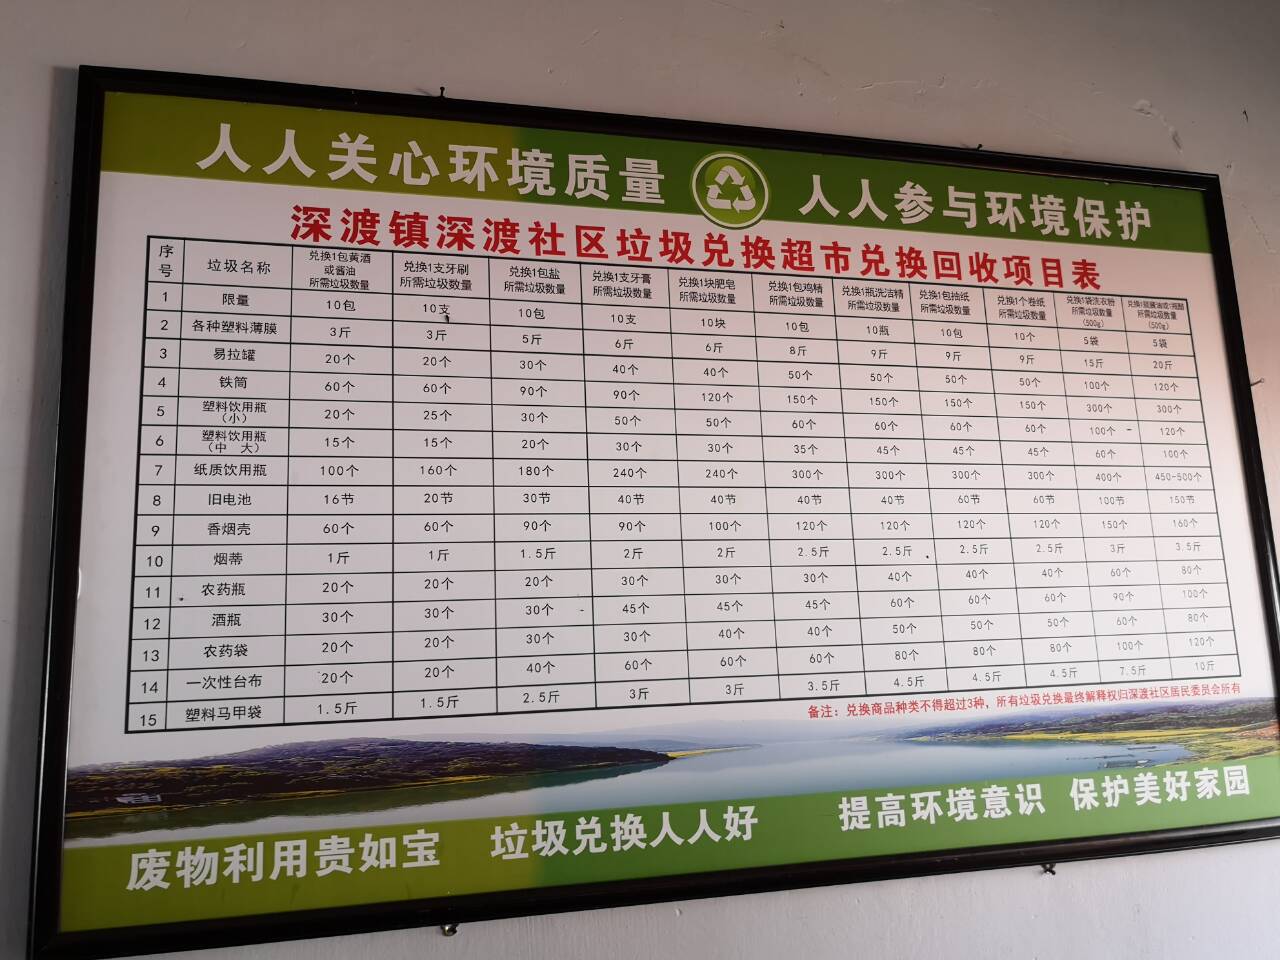 人人关心环境质量 人人参与环境保护
深渡镇深渡社区垃圾兑换超市兑换回收项目表
序号 垃圾名称 兑换1包黄酒或酱油所需垃圾数量 兑换1支牙刷所需垃圾数量 兑换1包盐所需垃圾数量 兑换1支牙膏所需垃圾数量 兑换1块肥皂所需垃圾数量 兑换1包鸡精所需垃圾数量 兑换1瓶洗洁精所需垃圾数量 兑换1包抽纸所需垃圾数量 兑换1个卷纸所需垃圾数量 兑换1袋洗衣粉所需垃圾数量(500g) 所需垃圾数量(500g)
1 限量 10包 10支 10包 10支 10块 10包 10瓶 10包 10个 5袋 5袋
2 各种塑料薄膜 3斤 3斤 5斤 6斤 6斤 8斤 9斤 9斤 9斤 15斤 20斤
3 易拉罐 20个 20个 30个 40个 40个 50个 50个 50个 50个 100个 120个
4 铁筒 60个 60个 90个 90个 120个 150个 150个 150个 150个 300个 300个
5 塑料饮用瓶(小) 20个 25个 30个 50个 50个 60个 60个 60个 60个 100个 120个
6 塑料饮用瓶(中 大) 15个 15个 20个 30个 30个 35个 45个 45个 45个 60个 100个
7 纸质饮用瓶 100个 160个 180个 240个 240个 300个 300个 300个 300个 400个 450-500个
8 旧电池 16节 20节 30节 40节 40节 40节 40节 60节 60节 100节 150节
9 香烟壳 60个 60个 90个 90个 100个 120个 120个 120个 120个 150个 160个
10 烟蒂 1斤 1斤 1.5斤 2斤 2斤 2.5斤 2.5斤 2.5斤 2.5斤 3斤 3.5斤
11 农药瓶 20个 20个 20个 30个 30个 30个 40个 40个 40个 60个 80个
12 酒瓶 30个 30个 30个 45个 45个 45个 60个 60个 60个 90个 100个
13 农药袋 20个 20个 30个 30个 40个 40个 50个 50个 50个 60个 80个
14 一次性台布 20个 20个 40个 60个 60个 60个 80个 80个 80个 100个 120个
15 塑料马甲袋 1.5斤 1.5斤 2.5斤 3斤 3斤 3.5斤 4.5斤 4.5斤 4.5斤 7.5斤 10斤
备注：兑换商品种类不得超过3种，所有垃圾兑换最终解释权归深渡社区居民委员会所有
废物利用贵如宝 垃圾兑换人人好 提高环境意识 保护美好家园